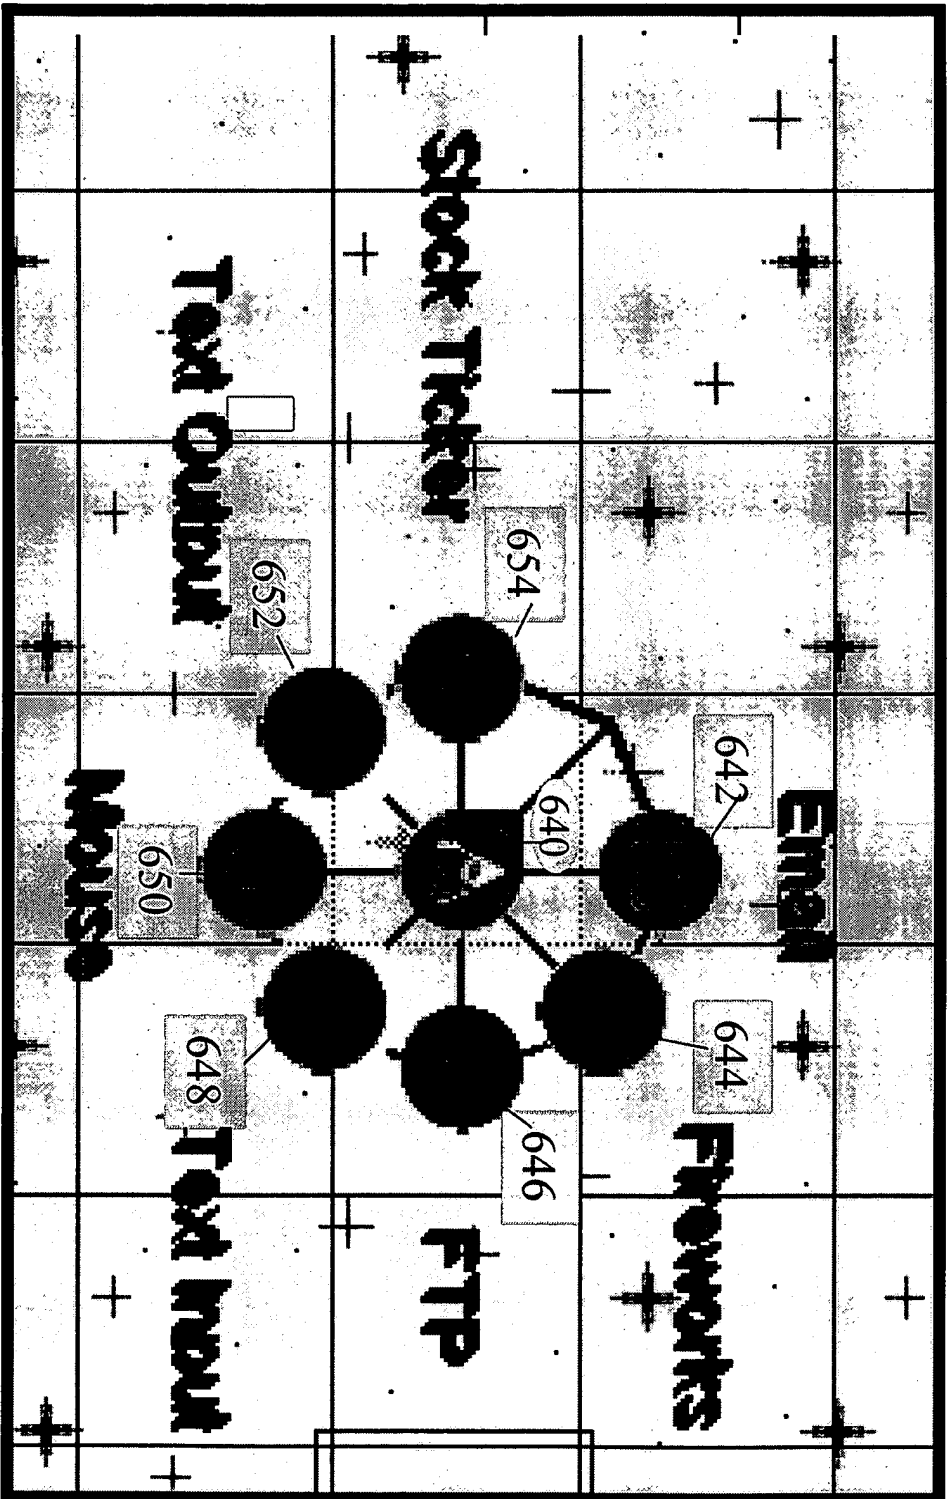 Email
642
644
Fireworks
640
654
646
Stock Ticker
FTP
652
Text Output
648
Text Input
650
Mouse